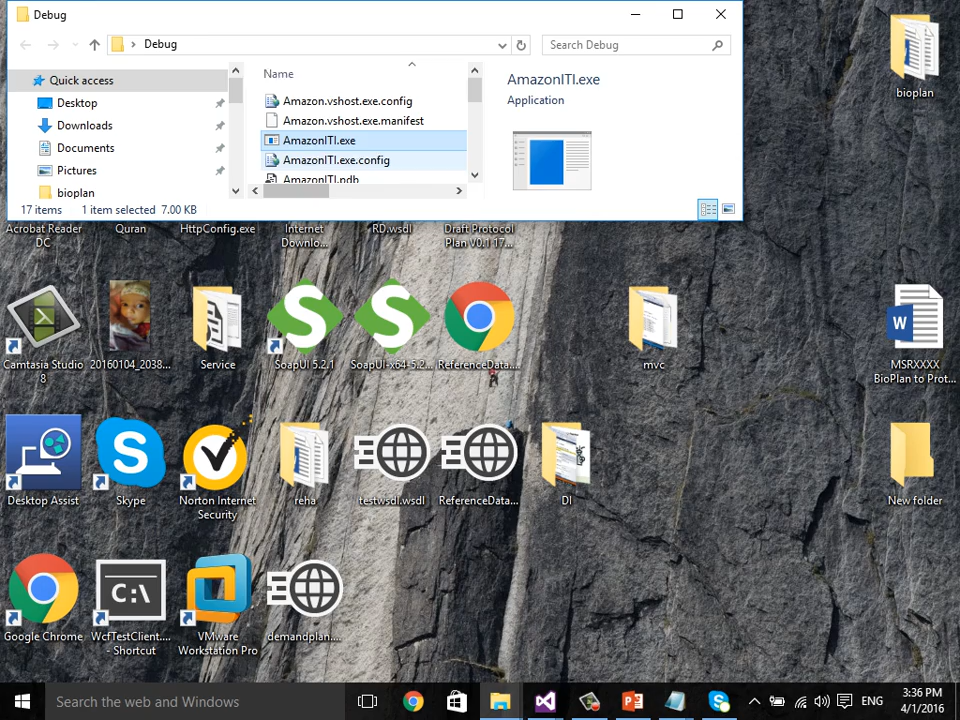 Debug
Debug
Search Debug
Quick access
Desktop
Downloads
Documents
Pictures
bioplan
Name
Amazon.vshost.exe.config
Amazon.vshost.exe.manifest
AmazonITI.exe
AmazonITI.exe.config
AmazonITI.pdb
AmazonITI.exe
Application
17 items
1 item selected 7.00 KB
bioplan
Acrobat Reader
DC
Quran
HttpConfig.exe
Internet
Downlo...
RD.wsdl
Draft Protocol
Plan V0.1 17...
Camtasia Studio
8
20160104_2038...
Service
SoapUI 5.2.1
SoapUI-x64-5.2...
ReferenceData...
mvc
W
MSRXXXX
BioPlan to Prot...
Desktop Assist
Skype
Norton Internet
Security
reha
testwsdl.wsdl
ReferenceData...
DI
New folder
C:\
Google Chrome
WcfTestClient....
- Shortcut
VMware
Workstation Pro
demandplan....
Search the web and Windows
ENG
3:36 PM
4/1/2016